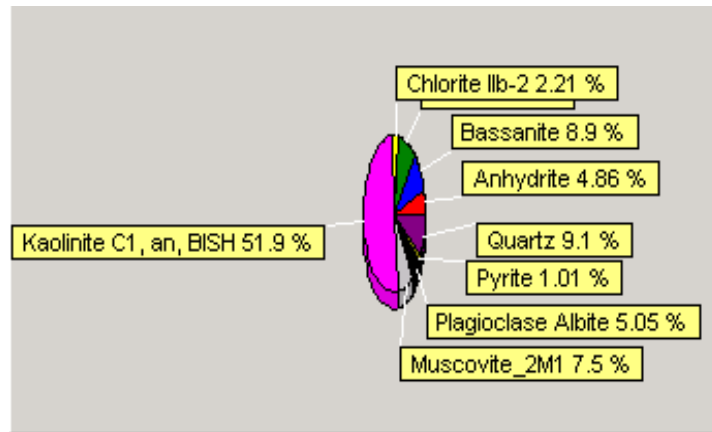 Chlorite IIb-2 2.21 %
Bassanite 8.9 %
Anhydrite 4.86 %
Kaolinite C1, an, BISH 51.9 %
Quartz 9.1 %
Pyrite 1.01 %
Plagioclase Albite 5.05 %
Muscovite_2M1 7.5 %